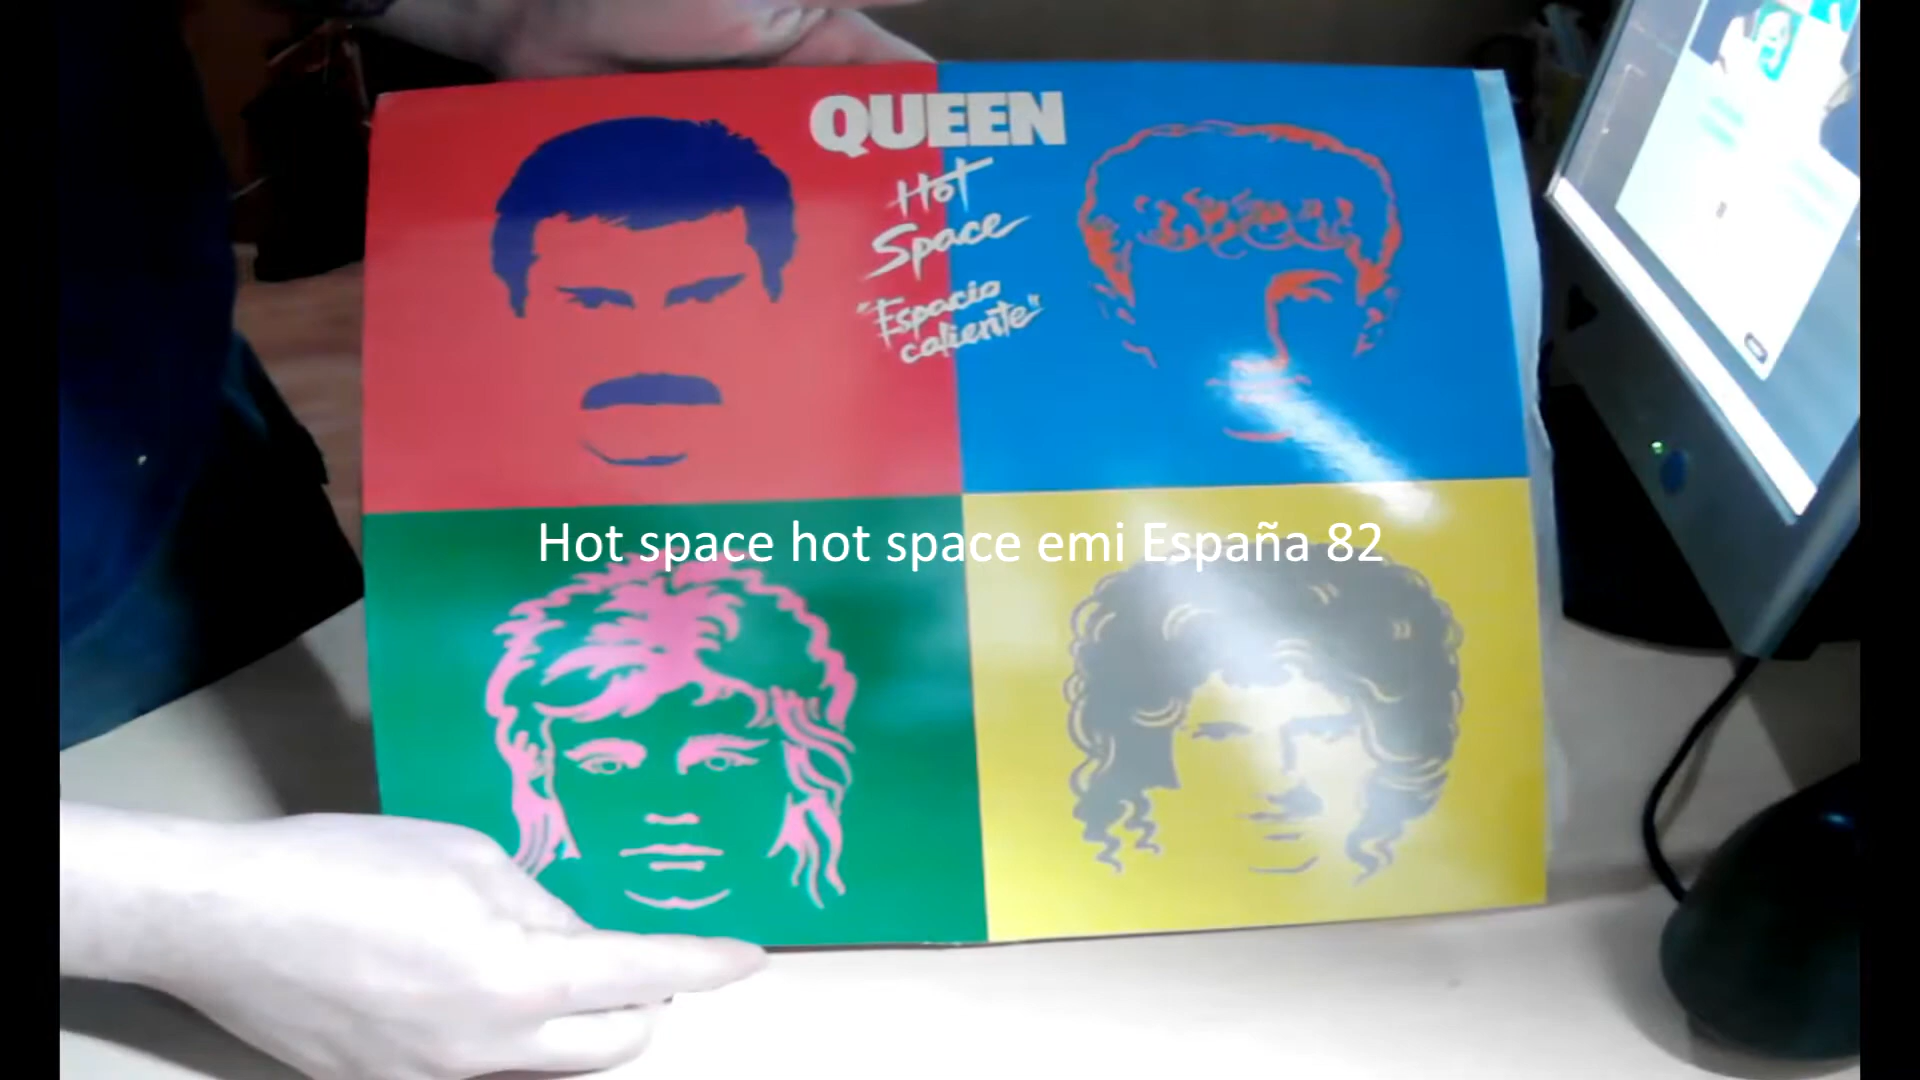 QUEEN
Hot
Space
"Espacio
caliente"
Hot space hot space emi España 82